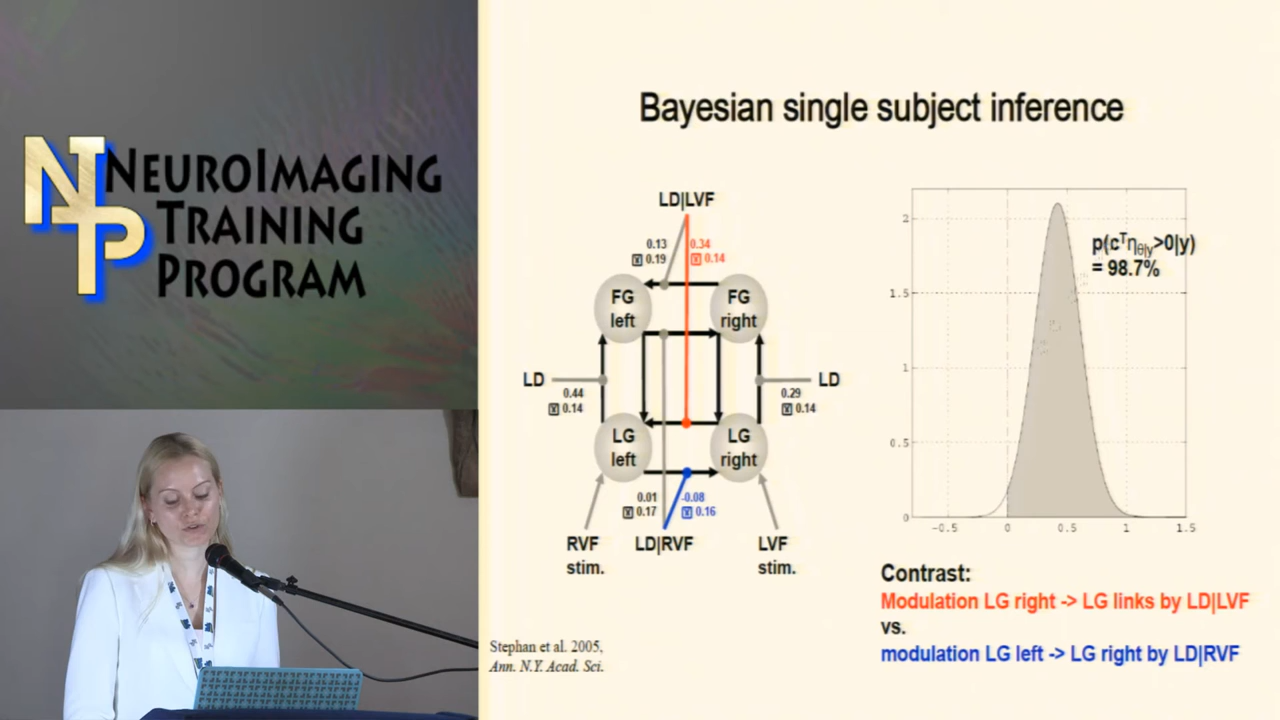 NTP
NEUROIMAGING
TRAINING
PROGRAM
Bayesian single subject inference
LD|LVF
0.13
0.19
0.34
0.14
FG
left
FG
right
LD
0.44
0.14
LD
0.29
0.14
LG
left
LG
right
0.01
0.17
-0.08
0.16
RVF
stim.
LD|RVF
LVF
stim.
2
1.5
1
0.5
0
-0.5
0
0.5
1
1.5
p(cᵀηθ|y>0|y)
= 98.7%
Contrast:
Modulation LG right -> LG links by LD|LVF
vs.
modulation LG left -> LG right by LD|RVF
Stephan et al. 2005,
Ann. N.Y. Acad. Sci.